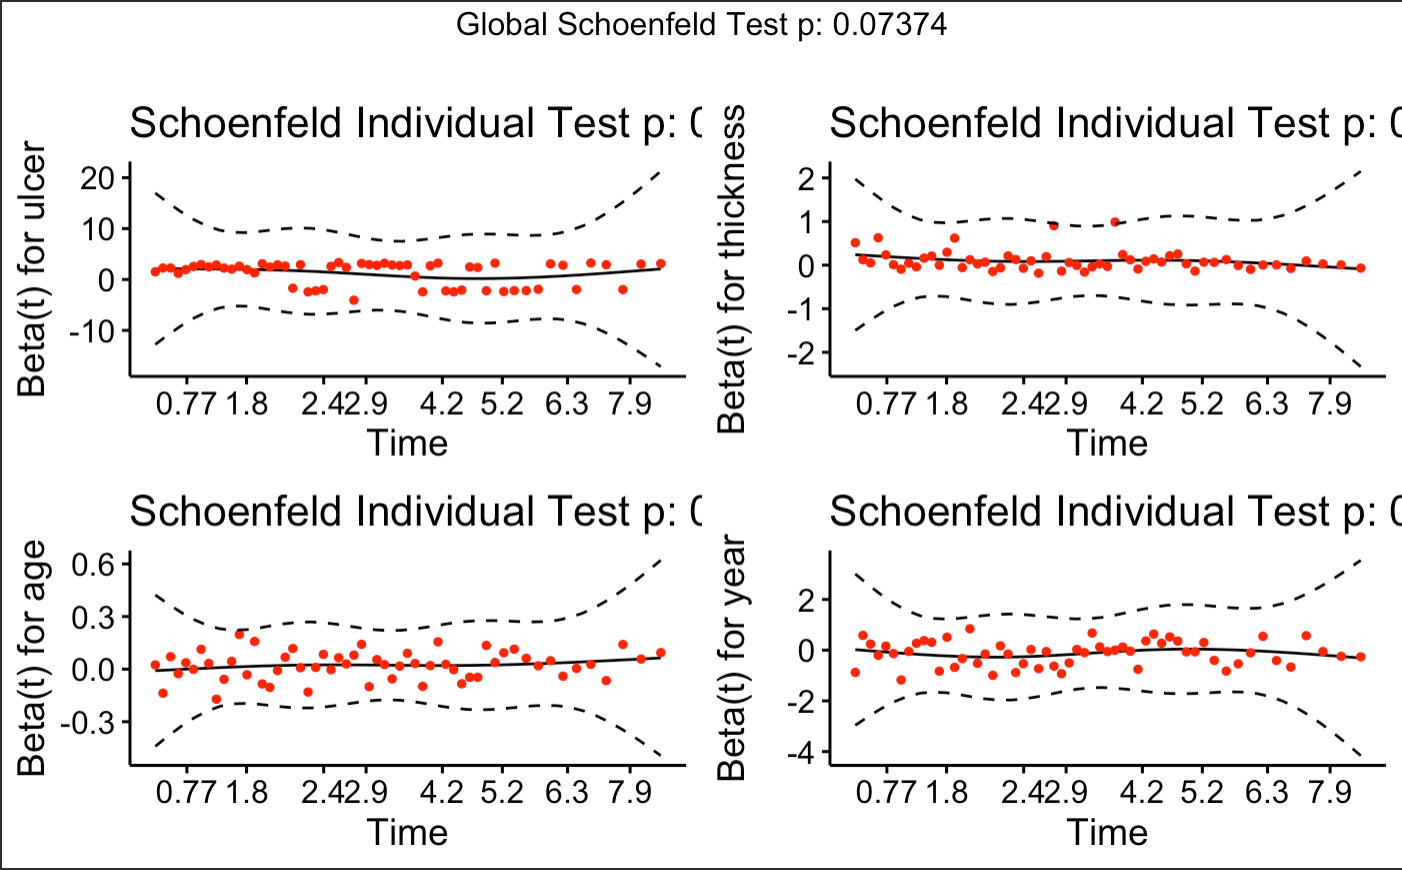 Global Schoenfeld Test p: 0.07374
Schoenfeld Individual Test p: 0
Beta(t) for ulcer
20
10
0
-10
0.77 1.8 2.42.9 4.2 5.2 6.3 7.9
Time
Schoenfeld Individual Test p: 0
Beta(t) for thickness
2
1
0
-1
-2
0.77 1.8 2.42.9 4.2 5.2 6.3 7.9
Time
Schoenfeld Individual Test p: 0
Beta(t) for age
0.6
0.3
0.0
-0.3
0.77 1.8 2.42.9 4.2 5.2 6.3 7.9
Time
Schoenfeld Individual Test p: 0
Beta(t) for year
2
0
-2
-4
0.77 1.8 2.42.9 4.2 5.2 6.3 7.9
Time